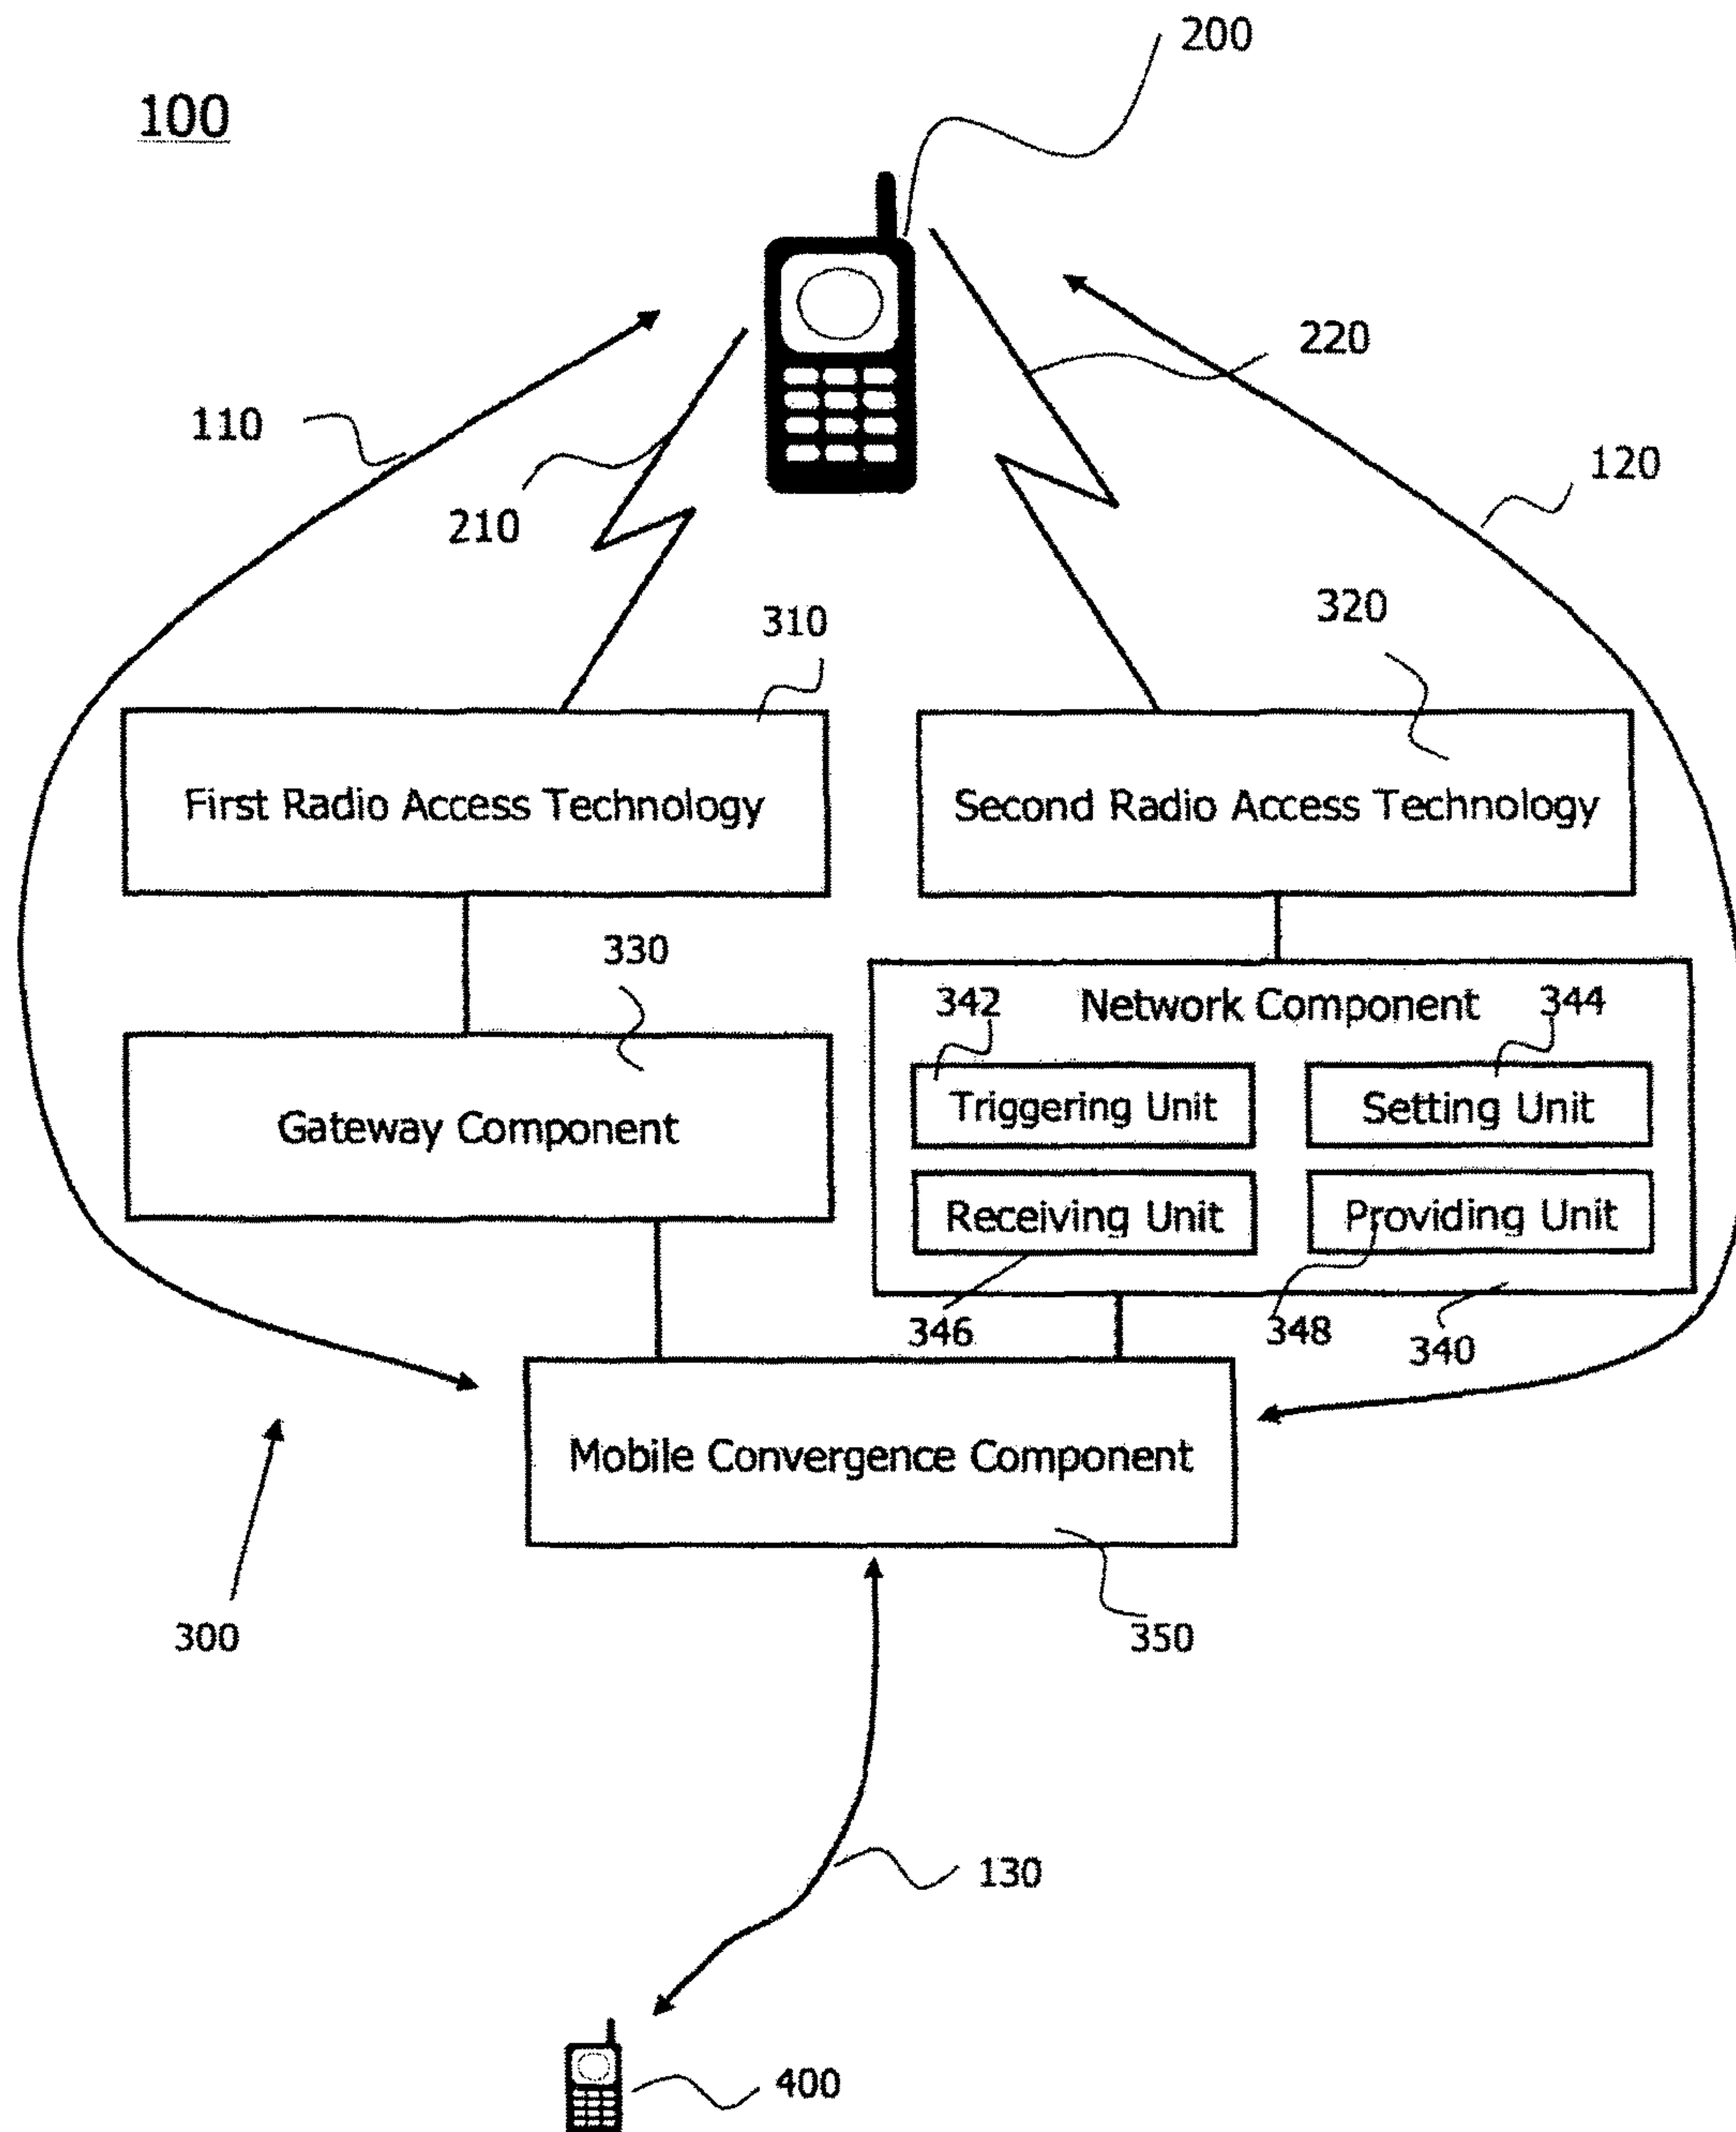 200
100
220
110
120
210
310
320
First Radio Access Technology
Second Radio Access Technology
330
342
Network Component
344
Gateway Component
Triggering Unit
Setting Unit
Receiving Unit
Providing Unit
346
348
340
Mobile Convergence Component
300
350
130
400